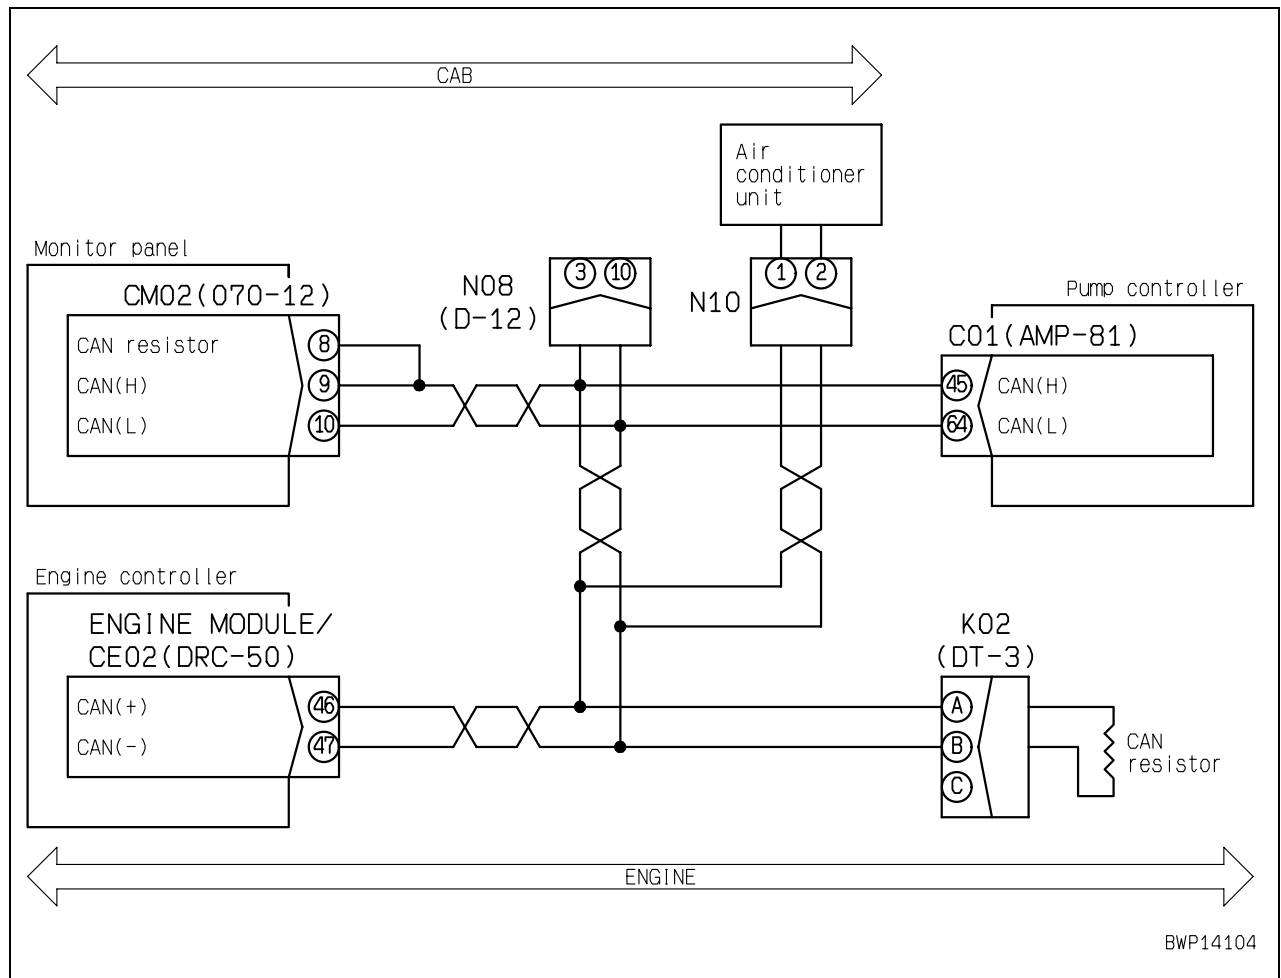 CAB
Air
conditioner
unit
Monitor panel
CM02(070-12)
CAN resistor
8
CAN(H)
9
CAN(L)
10
N08
(D-12)
3
10
N10
1
2
Pump controller
C01(AMP-81)
45
CAN(H)
64
CAN(L)
Engine controller
ENGINE MODULE/
CE02(DRC-50)
CAN(+)
46
CAN(-)
47
K02
(DT-3)
A
B
C
CAN
resistor
ENGINE
BWP14104